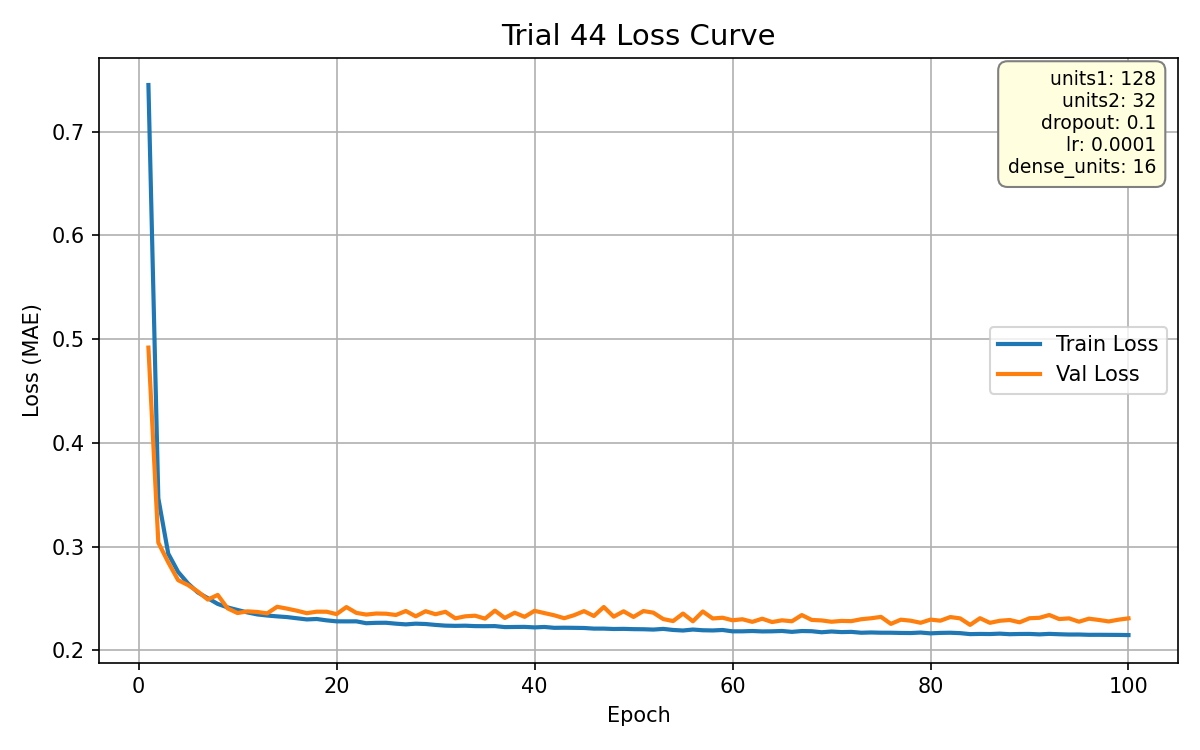 Trial 44 Loss Curve
units1: 128
units2: 32
dropout: 0.1
lr: 0.0001
dense_units: 16
Loss (MAE)
0.7
0.6
0.5
0.4
0.3
0.2
Train Loss
Val Loss
0 20 40 60 80 100
Epoch